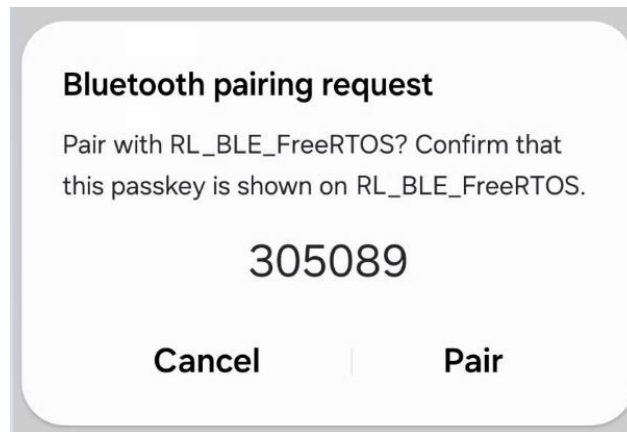 Bluetooth pairing request
Pair with RL_BLE_FreeRTOS? Confirm that
this passkey is shown on RL_BLE_FreeRTOS.
305089
Cancel
Pair